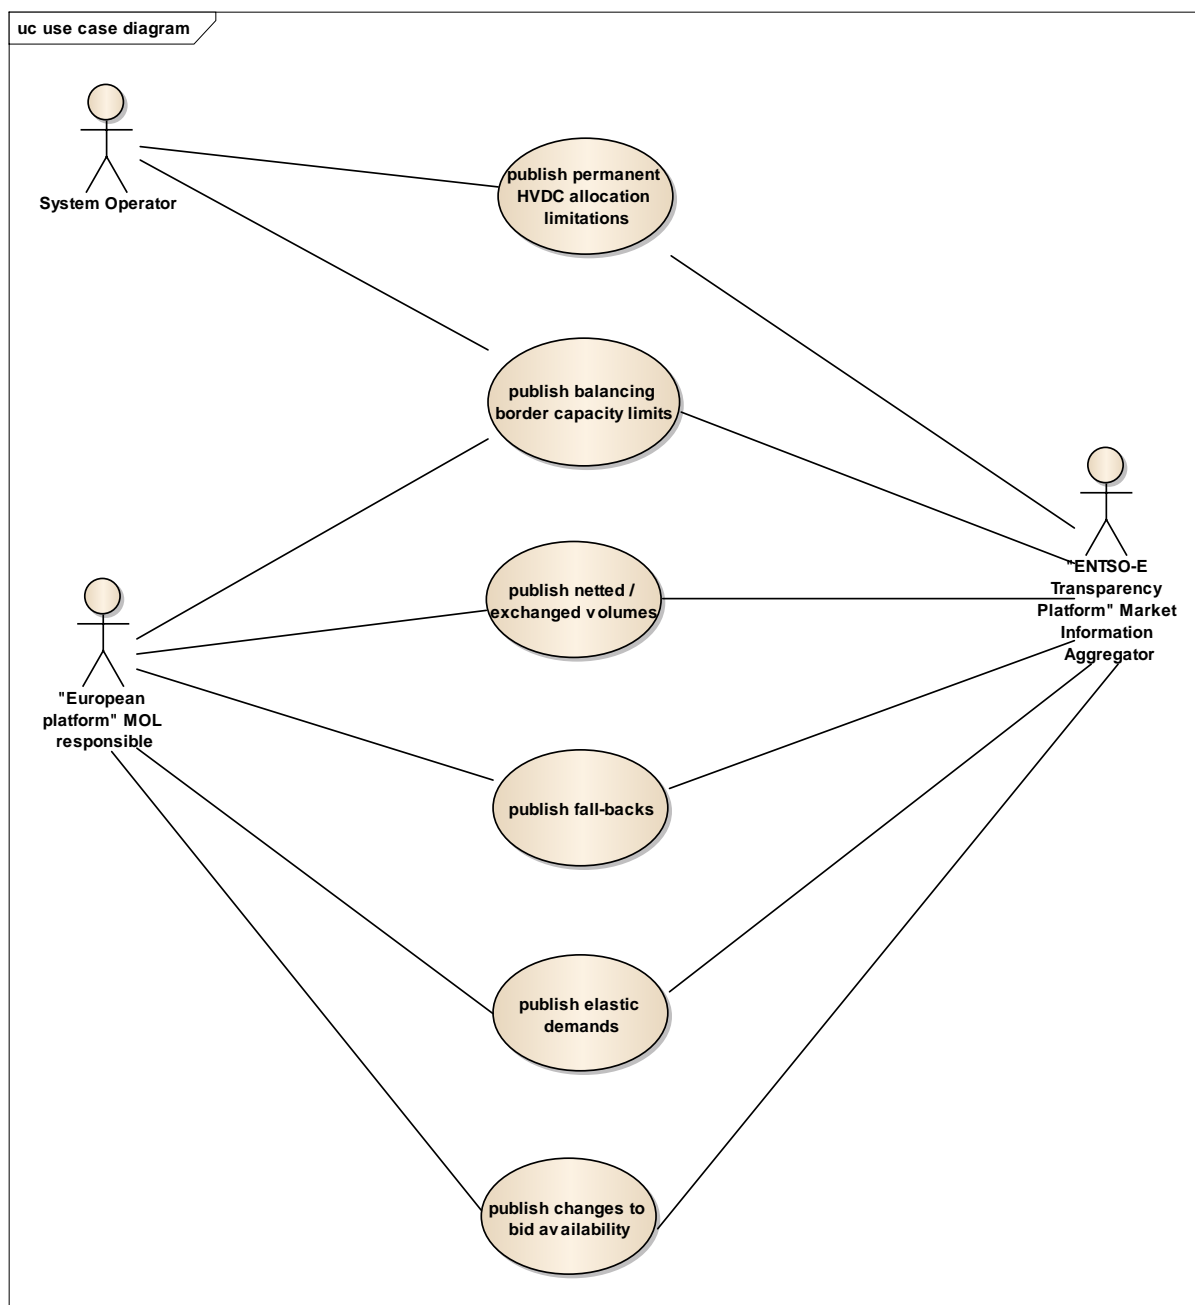 uc use case diagram
System Operator
publish permanent
HVDC allocation
limitations
publish balancing
border capacity limits
"ENTSO-E
Transparency
Platform" Market
Information
Aggregator
publish netted /
exchanged volumes
"European
platform" MOL
responsible
publish fall-backs
publish elastic
demands
publish changes to
bid availability